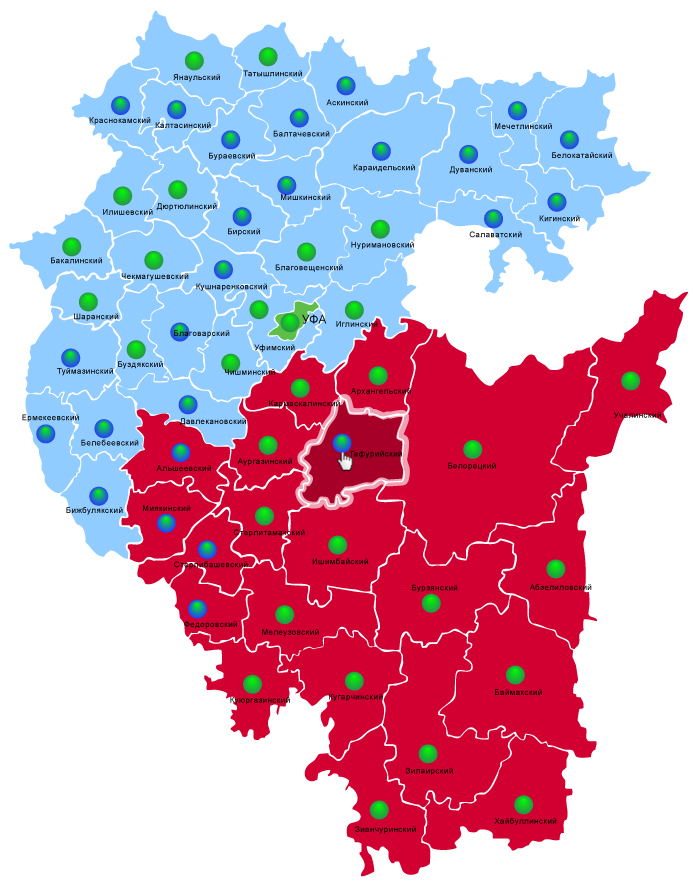 Татышлинский
Янаульский
Аскинский
Краснокамский
Калтасинский
Балтачевский
Мечетлинский
Бураевский
Белокатайский
Караидельский
Дуванский
Мишкинский
Дюртюлинский
Илишевский
Кигинский
Бирский
Салаватский
Нуримановский
Бакалинский
Благовещенский
Чекмагушевский
Кушнаренковский
Шаранский
УФА
Иглинский
Благоварский
Уфимский
Буздякский
Туймазинский
Чишминский
Архангельский
Кармаскалинский
Учалинский
Ермекеевский
Давлекановский
Белебеевский
Гафурийский
Аургазинский
Белорецкий
Альшеевский
Бижбулякский
Миякинский
Стерлитамакский
Ишимбайский
Стерлибашевский
Бурзянский
Абзелиловский
Федоровский
Мелеузовский
Баймакский
Кугарчинский
Куюргазинский
Зилаирский
Хайбуллинский
Зианчуринский